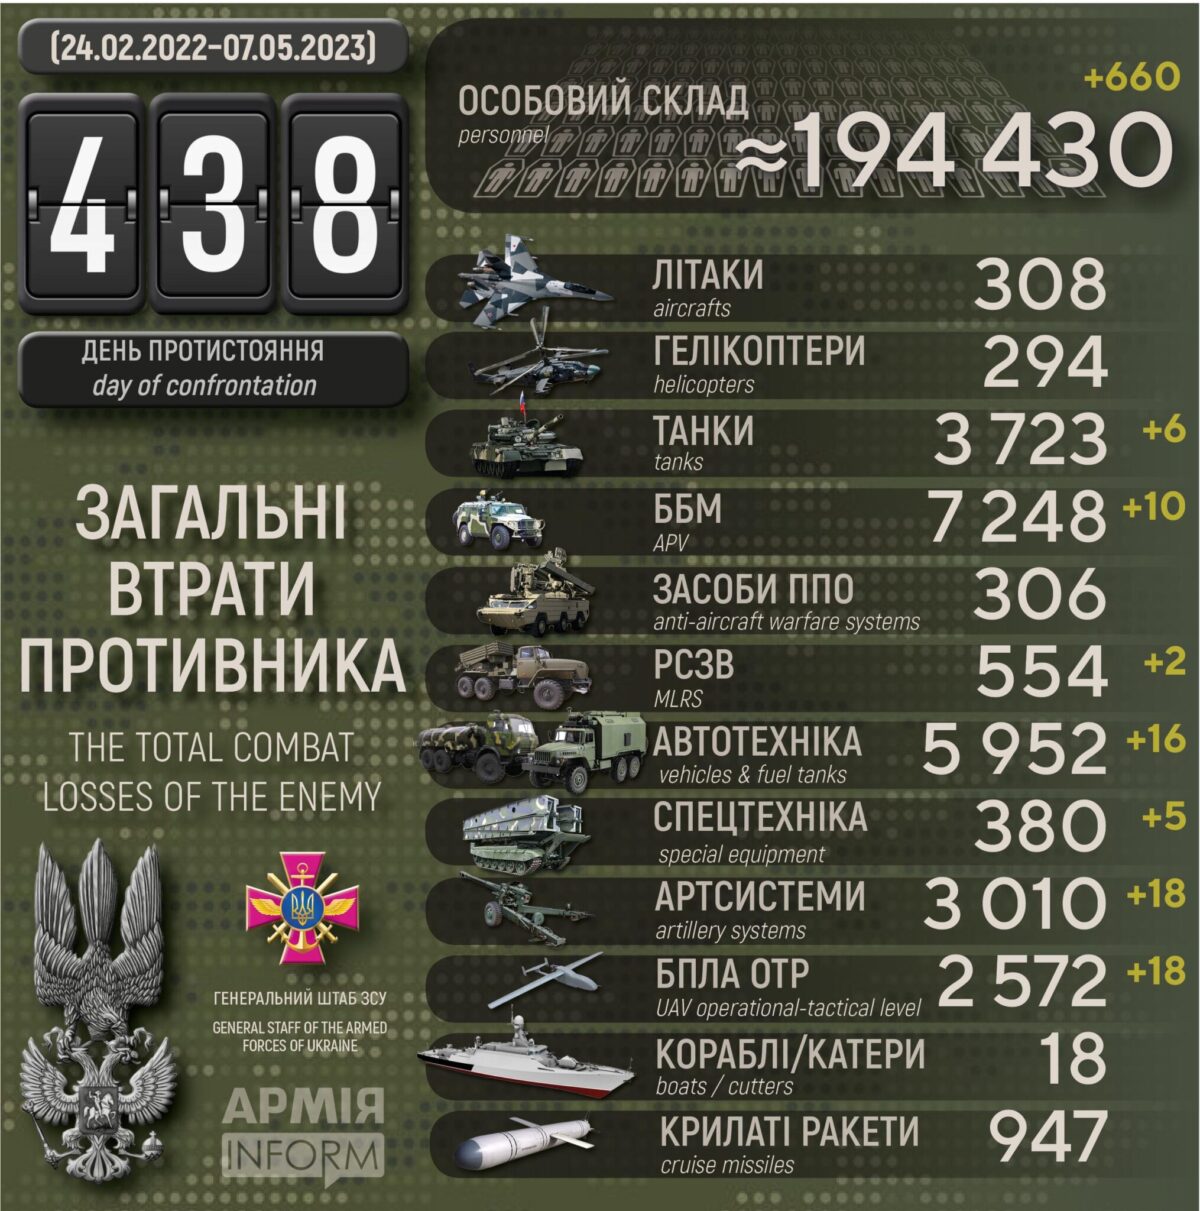 (24.02.2022–07.05.2023)
438
ДЕНЬ ПРОТИСТОЯННЯ
day of confrontation
ЗАГАЛЬНІ
ВТРАТИ
ПРОТИВНИКА
THE TOTAL COMBAT
LOSSES OF THE ENEMY
ГЕНЕРАЛЬНИЙ ШТАБ ЗСУ
GENERAL STAFF OF THE ARMED
FORCES OF UKRAINE
АРМІЯ
INFORM
+660
ОСОБОВИЙ СКЛАД
personnel
≈194 430
ЛІТАКИ 308
aircrafts
ГЕЛІКОПТЕРИ 294
helicopters
ТАНКИ 3 723 +6
tanks
ББМ 7 248 +10
APV
ЗАСОБИ ППО 306
anti-aircraft warfare systems
РСЗВ 554 +2
MLRS
АВТОТЕХНІКА 5 952 +16
vehicles & fuel tanks
СПЕЦТЕХНІКА 380 +5
special equipment
АРТСИСТЕМИ 3 010 +18
artillery systems
БПЛА ОТР 2 572 +18
UAV operational-tactical level
КОРАБЛІ/КАТЕРИ 18
boats / cutters
КРИЛАТІ РАКЕТИ 947
cruise missiles